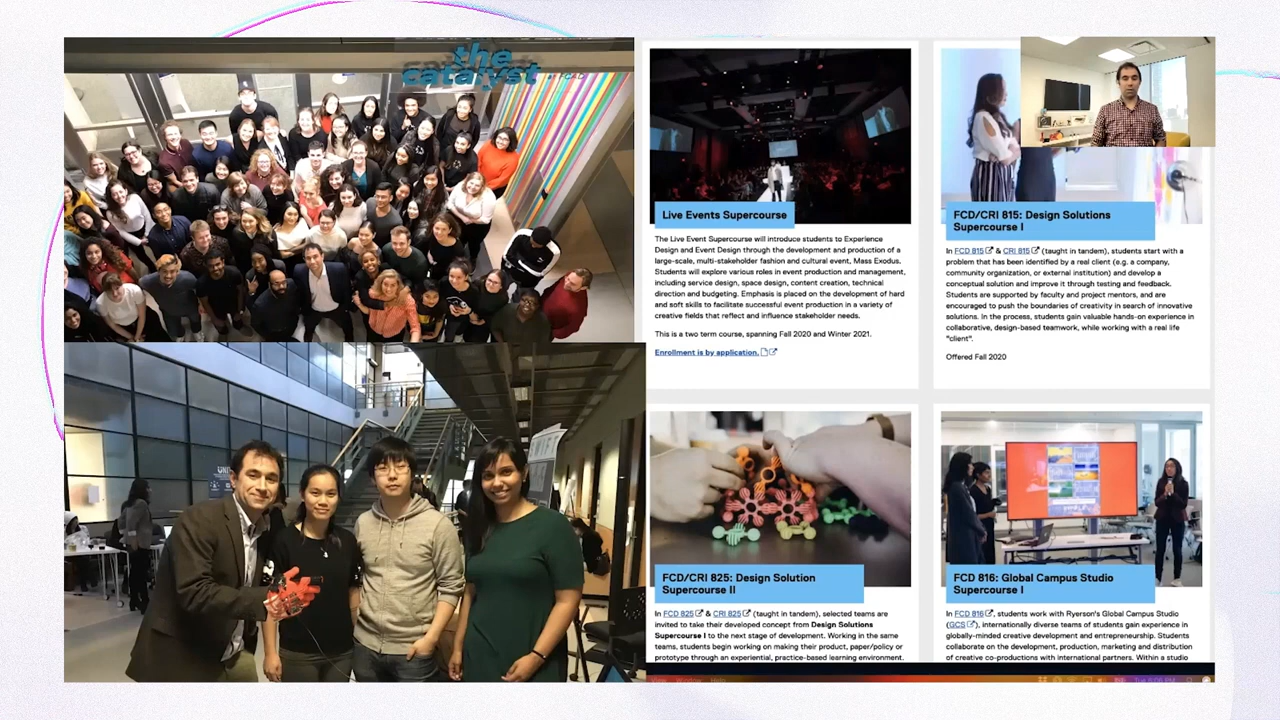 the
catalyst
Live Events Supercourse
The Live Event Supercourse will introduce students to Experience
Design and Event Design through the development and production of a
large-scale, multi-stakeholder fashion and cultural event, Mass Exodus.
Students will explore various roles in event production and management,
including service design, space design, content creation, technical
direction and budgeting. Emphasis is placed on the development of hard
and soft skills to facilitate successful event production in a variety of
creative fields that reflect and influence stakeholder needs.
This is a two term course, spanning Fall 2020 and Winter 2021.
Enrollment is by application.
FCD/CRI 815: Design Solutions
Supercourse I
In FCD 815 & CRI 815 (taught in tandem), students start with a
problem that has been identified by a real client (e.g. a company,
community organization, or external institution) and develop a
conceptual solution and improve it through testing and feedback.
Students are supported by faculty and project mentors, and are
encouraged to push the boundaries of creativity in search of innovative
solutions. In the process, students gain valuable hands-on experience in
collaborative, design-based teamwork, while working with a real life
"client".
Offered Fall 2020
FCD/CRI 825: Design Solution
Supercourse II
In FCD 825 & CRI 825 (taught in tandem), selected teams are
invited to take their developed concept from Design Solutions
Supercourse I to the next stage of development. Working in the same
teams, students begin working on making their product, paper/policy or
prototype through an experiential, practice-based learning environment.
FCD 816: Global Campus Studio
Supercourse I
In FCD 816, students work with Ryerson's Global Campus Studio
(GCS), internationally diverse teams of students gain experience in
globally-minded creative development and entrepreneurship. Students
collaborate on the development, production, marketing and distribution
of creative co-productions with international partners. Within a studio
View Window Help